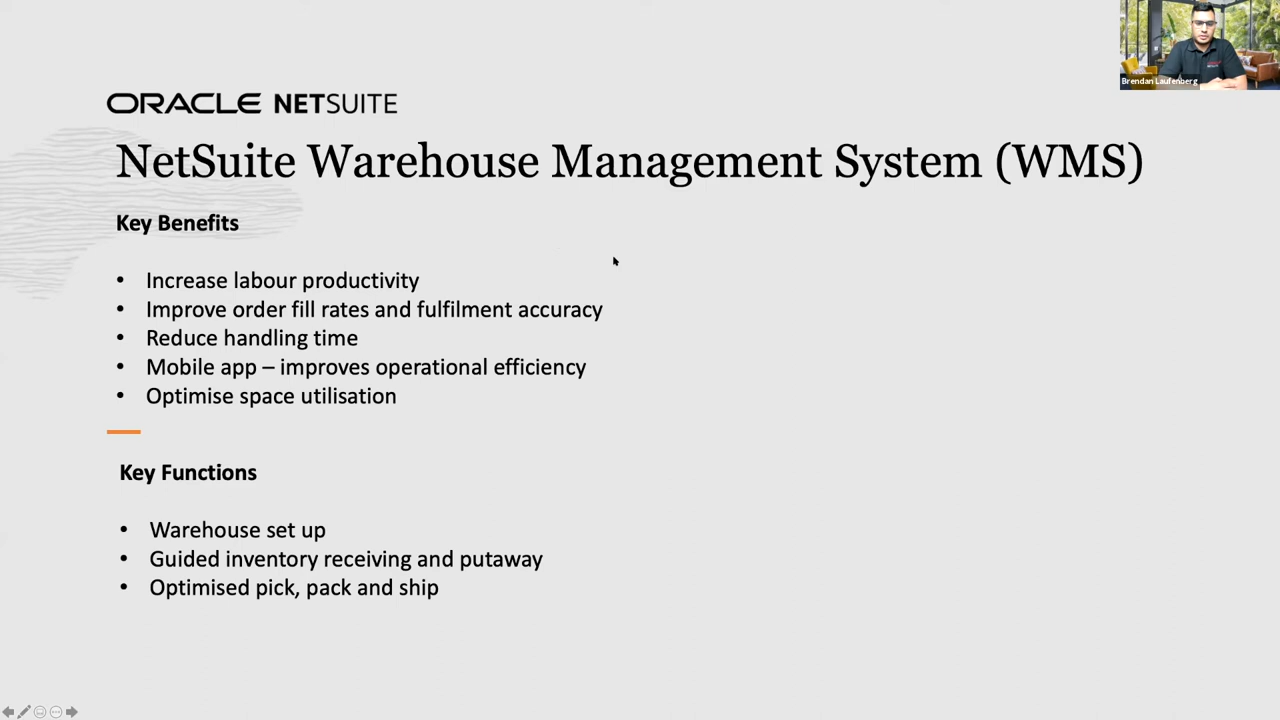 Brendan Laufenberg
ORACLE NETSUITE
NetSuite Warehouse Management System (WMS)
Key Benefits
• Increase labour productivity
• Improve order fill rates and fulfilment accuracy
• Reduce handling time
• Mobile app – improves operational efficiency
• Optimise space utilisation
Key Functions
• Warehouse set up
• Guided inventory receiving and putaway
• Optimised pick, pack and ship